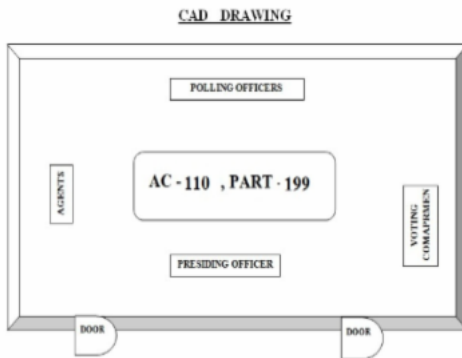 CAD DRAWING
POLLING OFFICERS
AGENTS
AC - 110 , PART - 199
VOTING
COMAPRMEN
PRESIDING OFFICER
DOOR
DOOR